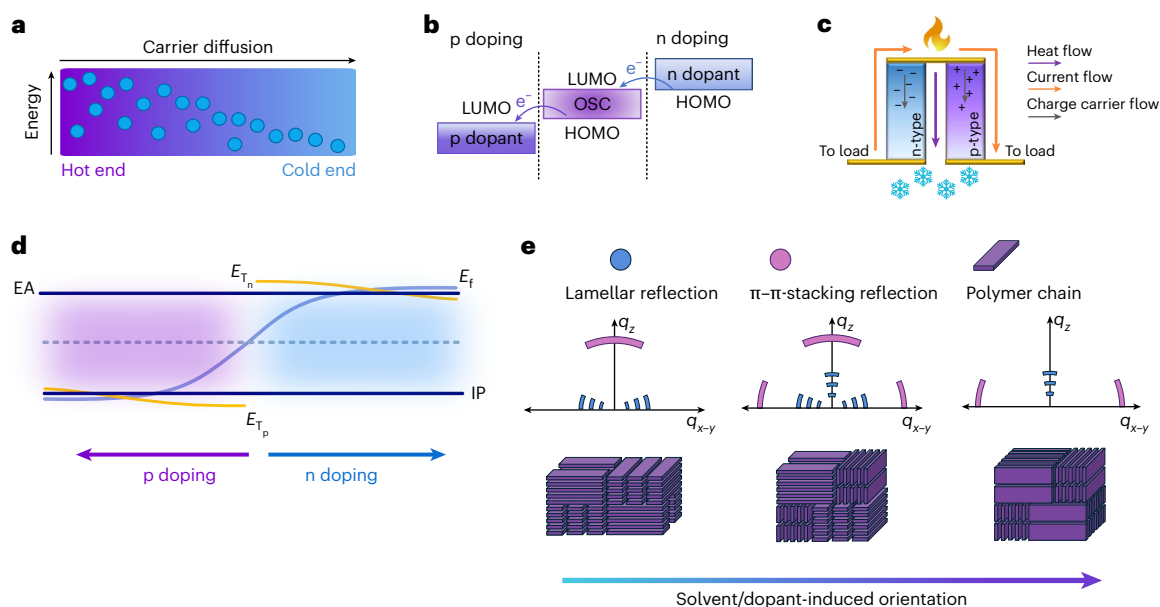 a
Carrier diffusion
Energy
Hot end
Cold end
b
p doping
n doping
LUMO
e⁻
n dopant
LUMO
e⁻
OSC
HOMO
p dopant
HOMO
c
Heat flow
Current flow
Charge carrier flow
n-type
p-type
To load
To load
d
EA
E_Tn
E_f
IP
E_Tp
p doping
n doping
e
Lamellar reflection
π–π-stacking reflection
Polymer chain
q_z
q_z
q_z
q_x–y
q_x–y
q_x–y
Solvent/dopant-induced orientation